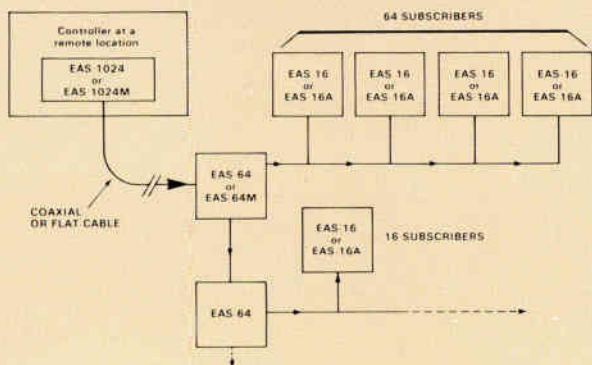 Controller at a
remote location
EAS 1024
or
EAS 1024M
64 SUBSCRIBERS
EAS 16
or
EAS 16A
EAS 16
or
EAS 16A
EAS 16
or
EAS 16A
EAS 16
or
EAS 16A
COAXIAL
OR FLAT CABLE
EAS 64
or
EAS 64M
EAS 16
or
EAS 16A
16 SUBSCRIBERS
EAS 64